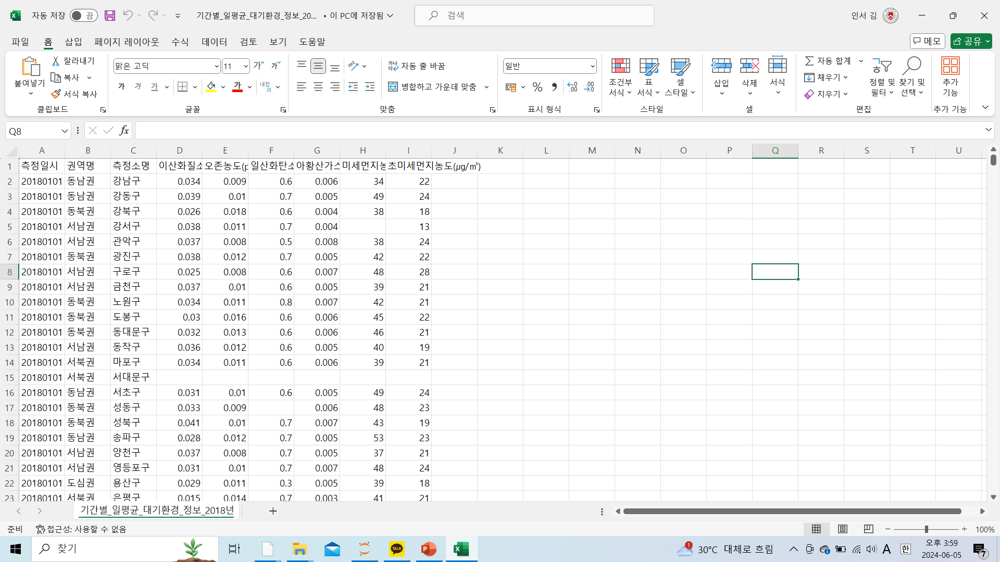 자동 저장 끔 기간별_일평균_대기환경_정보_20... • 이 PC에 저장됨 검색 인서 김
파일 홈 삽입 페이지 레이아웃 수식 데이터 검토 보기 도움말 메모 공유
붙여넣기 잘라내기 복사 서식 복사 클립보드
맑은 고딕 11 가 가 가 가 가 가 내천 글꼴
자동 줄 바꿈 병합하고 가운데 맞춤 맞춤
일반 % 표시 형식
조건부 서식 표 서식 셀 스타일 스타일
삽입 삭제 서식 셀
자동 합계 채우기 지우기 정렬 및 필터 찾기 및 선택 편집
추가 기능 추가 기능
Q8 fx
A B C D E F G H I J K L M N O P Q R S T U
1 측정일시 권역명 측정소명 이산화질소 오존농도(p 일산화탄소 아황산가스 미세먼지농 초미세먼지농도(㎍/㎥)
2 20180101 동남권 강남구 0.034 0.009 0.6 0.006 34 22
3 20180101 동남권 강동구 0.039 0.01 0.7 0.005 49 24
4 20180101 동북권 강북구 0.026 0.018 0.6 0.004 38 18
5 20180101 서남권 강서구 0.038 0.011 0.7 0.004 13
6 20180101 서남권 관악구 0.037 0.008 0.5 0.008 38 24
7 20180101 동북권 광진구 0.038 0.012 0.7 0.005 42 22
8 20180101 서남권 구로구 0.025 0.008 0.6 0.007 48 28
9 20180101 서남권 금천구 0.037 0.01 0.6 0.005 39 21
10 20180101 동북권 노원구 0.034 0.011 0.8 0.007 42 21
11 20180101 동북권 도봉구 0.03 0.016 0.6 0.006 45 22
12 20180101 동북권 동대문구 0.032 0.013 0.6 0.006 46 21
13 20180101 서남권 동작구 0.036 0.012 0.6 0.005 40 19
14 20180101 서북권 마포구 0.034 0.011 0.6 0.006 39 21
15 20180101 서북권 서대문구
16 20180101 동남권 서초구 0.031 0.01 0.6 0.005 49 24
17 20180101 동북권 성동구 0.033 0.009 0.006 48 23
18 20180101 동북권 성북구 0.041 0.01 0.7 0.007 43 19
19 20180101 동남권 송파구 0.028 0.012 0.7 0.005 53 23
20 20180101 서남권 양천구 0.037 0.008 0.7 0.005 37 21
21 20180101 서남권 영등포구 0.031 0.01 0.7 0.007 48 24
22 20180101 도심권 용산구 0.029 0.011 0.3 0.005 39 18
23 20180101 서북권 은평구 0.015 0.014 0.7 0.003 41 21
기간별_일평균_대기환경_정보_2018년
준비 접근성: 사용할 수 없음 100%
찾기 TALK 1 30°C 대체로 흐림 A 한 오후 3:59 7
2024-06-05